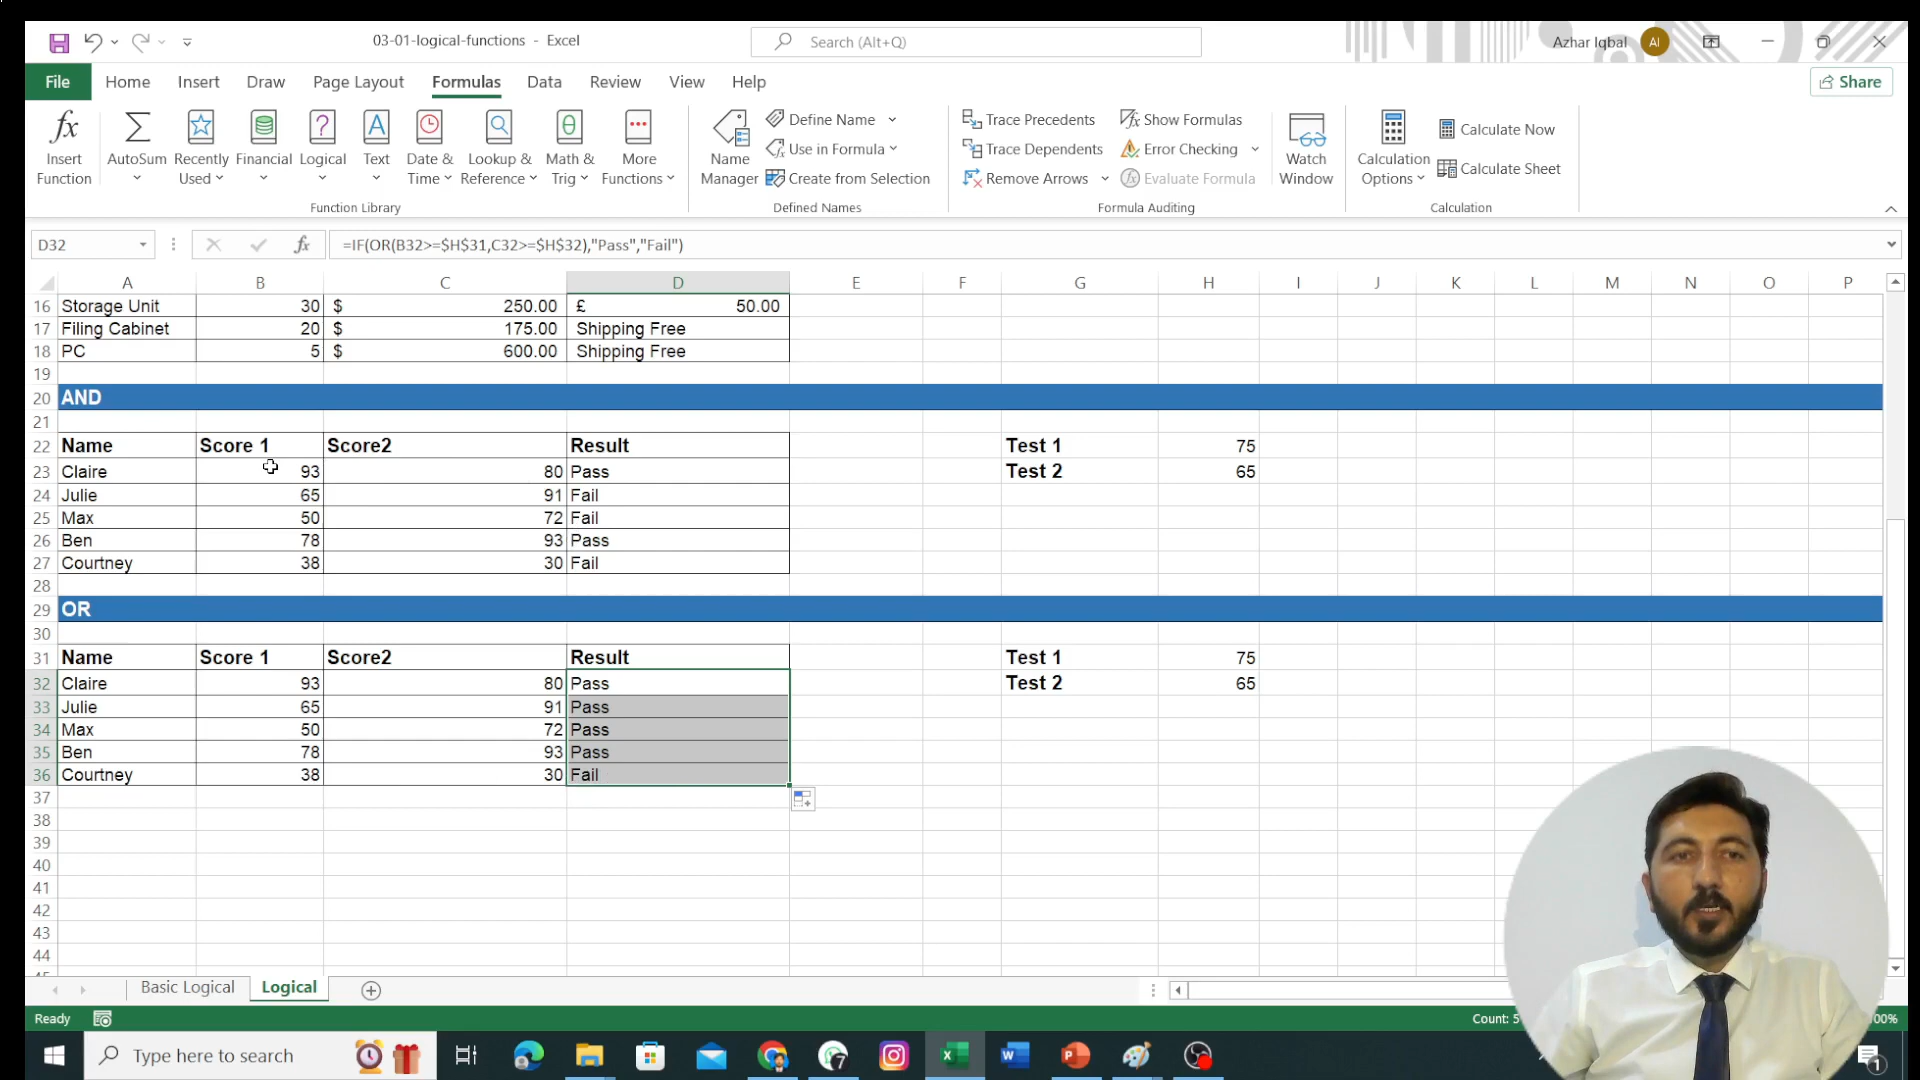 03-01-logical-functions - Excel
Search (Alt+Q)
Azhar Iqbal AI
File Home Insert Draw Page Layout Formulas Data Review View Help Share
Insert Function
AutoSum
Recently Used
Financial
Logical
Text
Date & Time
Lookup & Reference
Math & Trig
More Functions
Function Library
Name Manager
Define Name
Use in Formula
Create from Selection
Defined Names
Trace Precedents
Trace Dependents
Remove Arrows
Show Formulas
Error Checking
Evaluate Formula
Formula Auditing
Watch Window
Calculation Options
Calculate Now
Calculate Sheet
Calculation
D32 fx =IF(OR(B32>=$H$31,C32>=$H$32),"Pass","Fail")
A B C D E F G H I J K L M N O P
16 Storage Unit 30 $ 250.00 £ 50.00
17 Filing Cabinet 20 $ 175.00 Shipping Free
18 PC 5 $ 600.00 Shipping Free
19
20 AND
21
22 Name Score 1 Score2 Result Test 1 75
23 Claire 93 80 Pass Test 2 65
24 Julie 65 91 Fail
25 Max 50 72 Fail
26 Ben 78 93 Pass
27 Courtney 38 30 Fail
28
29 OR
30
31 Name Score 1 Score2 Result Test 1 75
32 Claire 93 80 Pass Test 2 65
33 Julie 65 91 Pass
34 Max 50 72 Pass
35 Ben 78 93 Pass
36 Courtney 38 30 Fail
37
38
39
40
41
42
43
44
Basic Logical Logical
Ready Count: 5
Type here to search